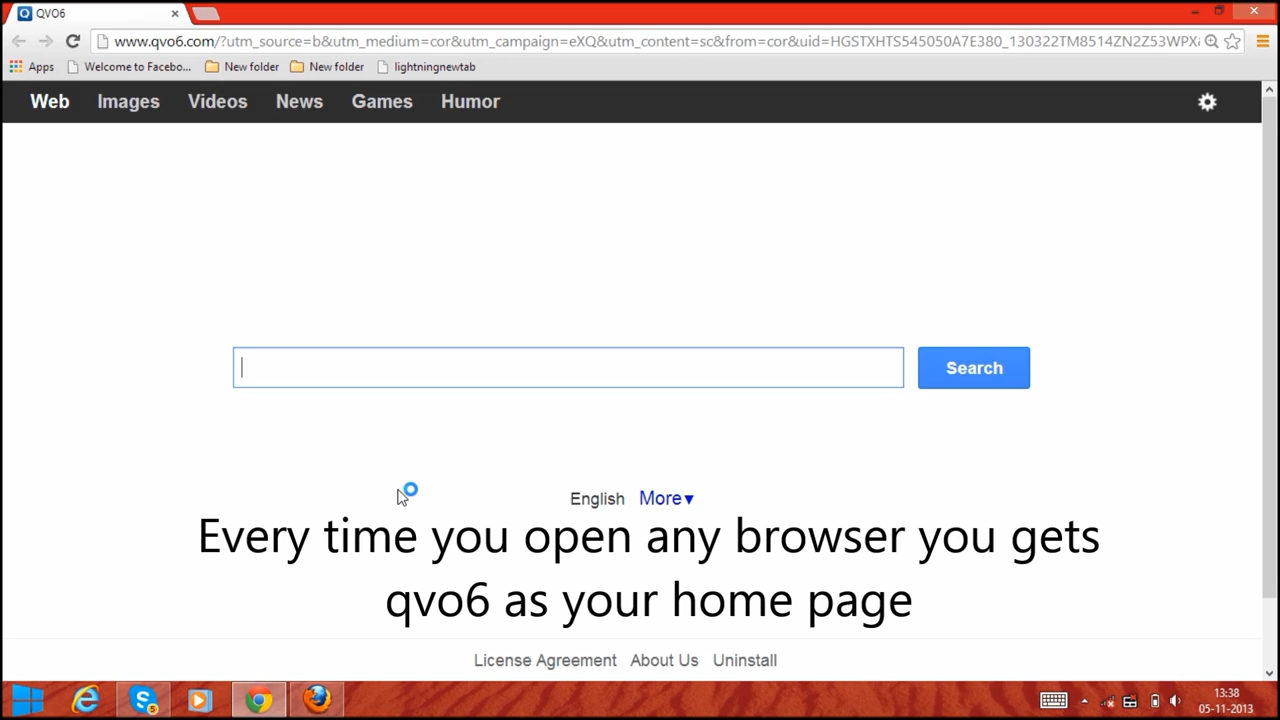 QVO6
www.qvo6.com/?utm_source=b&utm_medium=cor&utm_campaign=eXQ&utm_content=sc&from=cor&uid=HGSTXHTS545050A7E380_130322TM8514ZN2Z53WPX
Apps Welcome to Facebo... New folder New folder lightningnewtab
Web Images Videos News Games Humor
Search
English More▼
Every time you open any browser you gets
qvo6 as your home page
License Agreement About Us Uninstall
5
13:38
05-11-2013